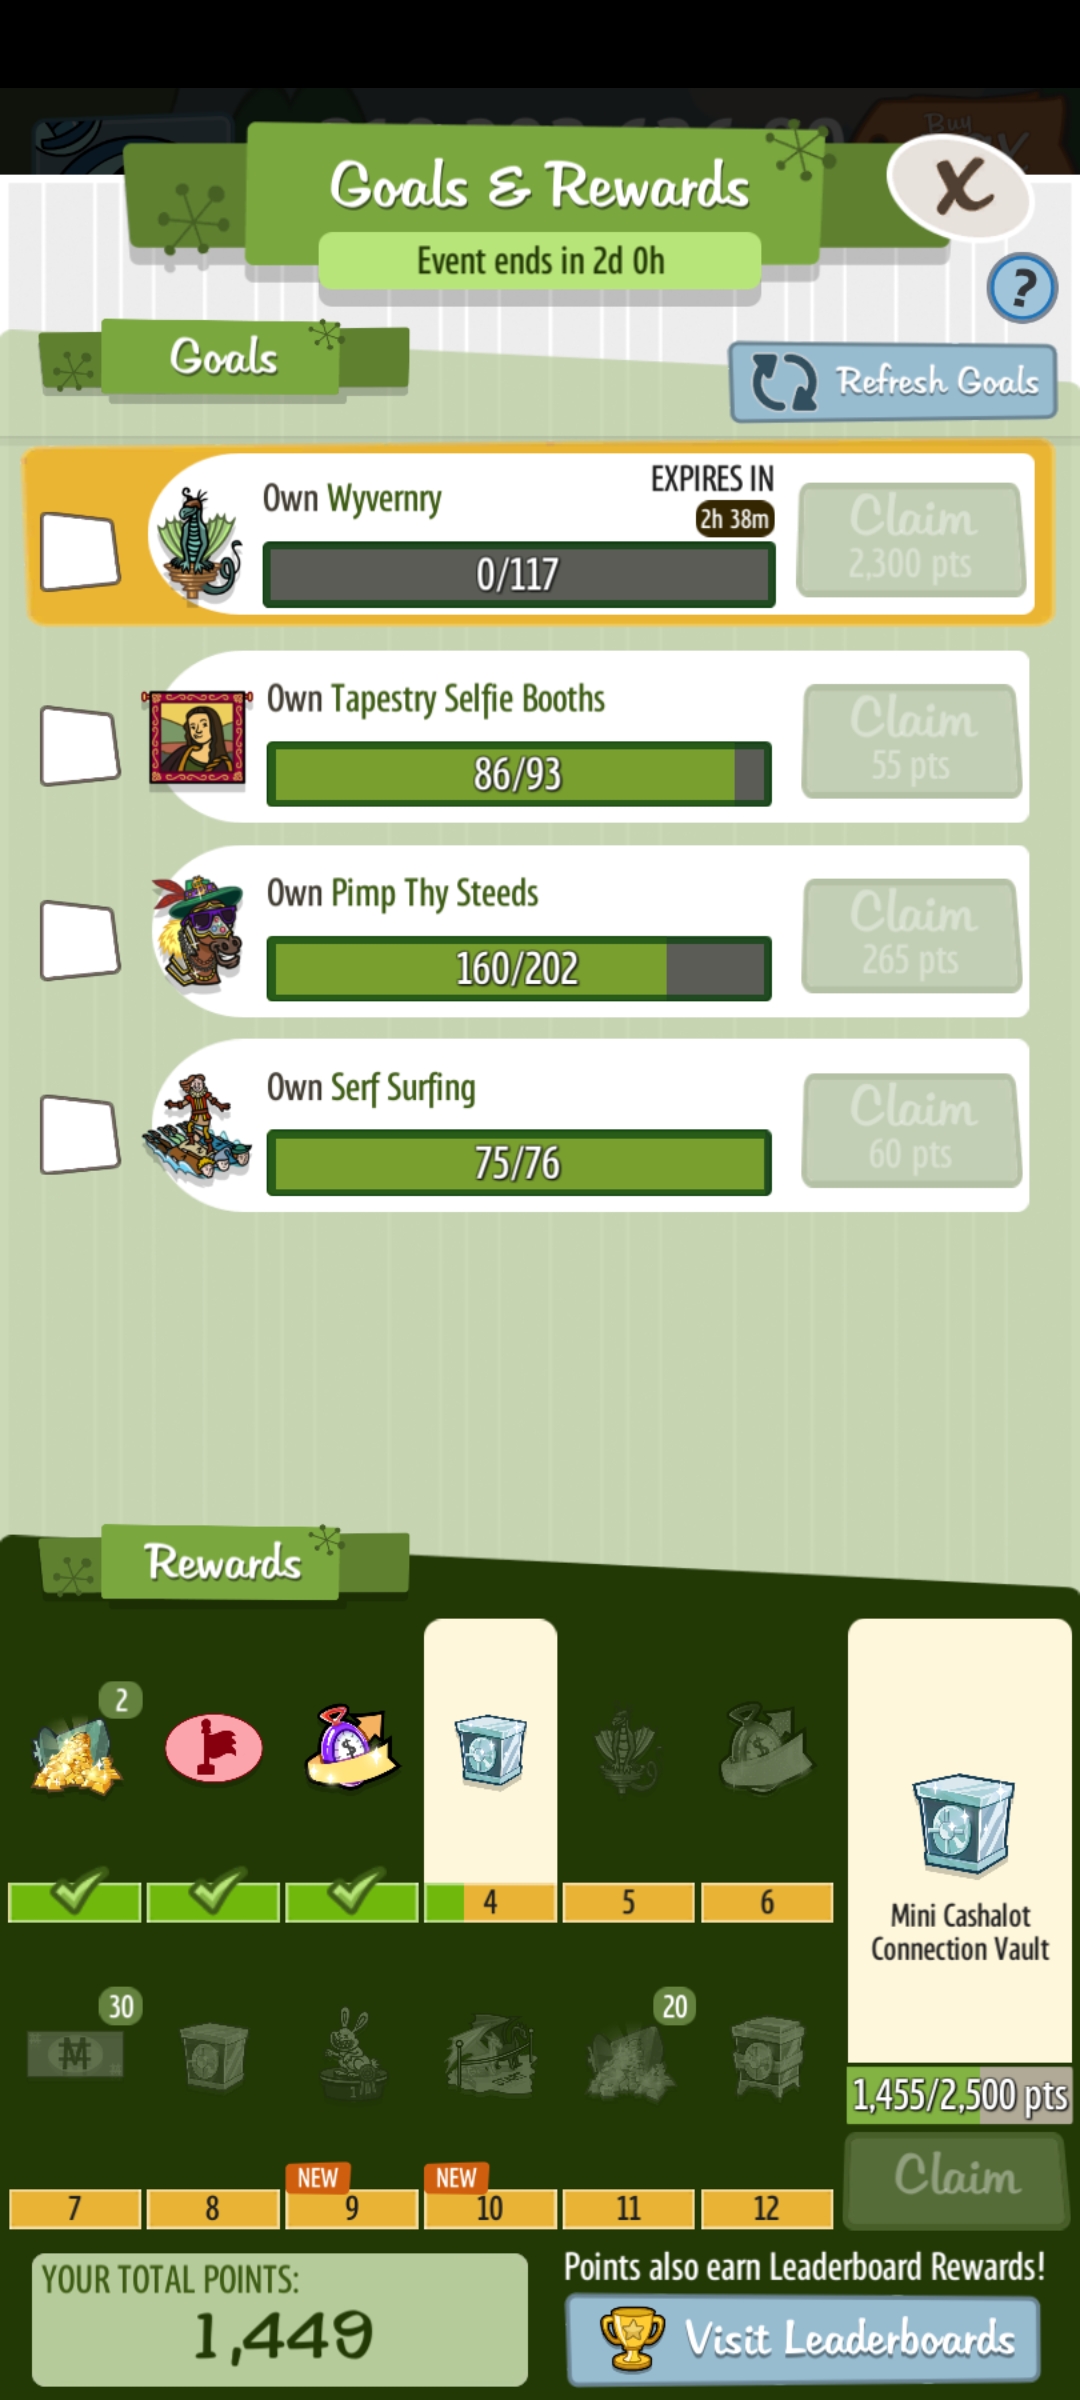 Buy
Goals & Rewards
X
Event ends in 2d 0h
?
Goals
Refresh Goals
Own Wyvernry
EXPIRES IN
2h 38m
0/117
Claim
2,300 pts
Own Tapestry Selfie Booths
86/93
Claim
55 pts
Own Pimp Thy Steeds
160/202
Claim
265 pts
Own Serf Surfing
75/76
Claim
60 pts
Rewards
2
4
5
6
Mini Cashalot
Connection Vault
30
20
1,455/2,500 pts
NEW
NEW
7
8
9
10
11
12
Claim
YOUR TOTAL POINTS:
1,449
Points also earn Leaderboard Rewards!
Visit Leaderboards